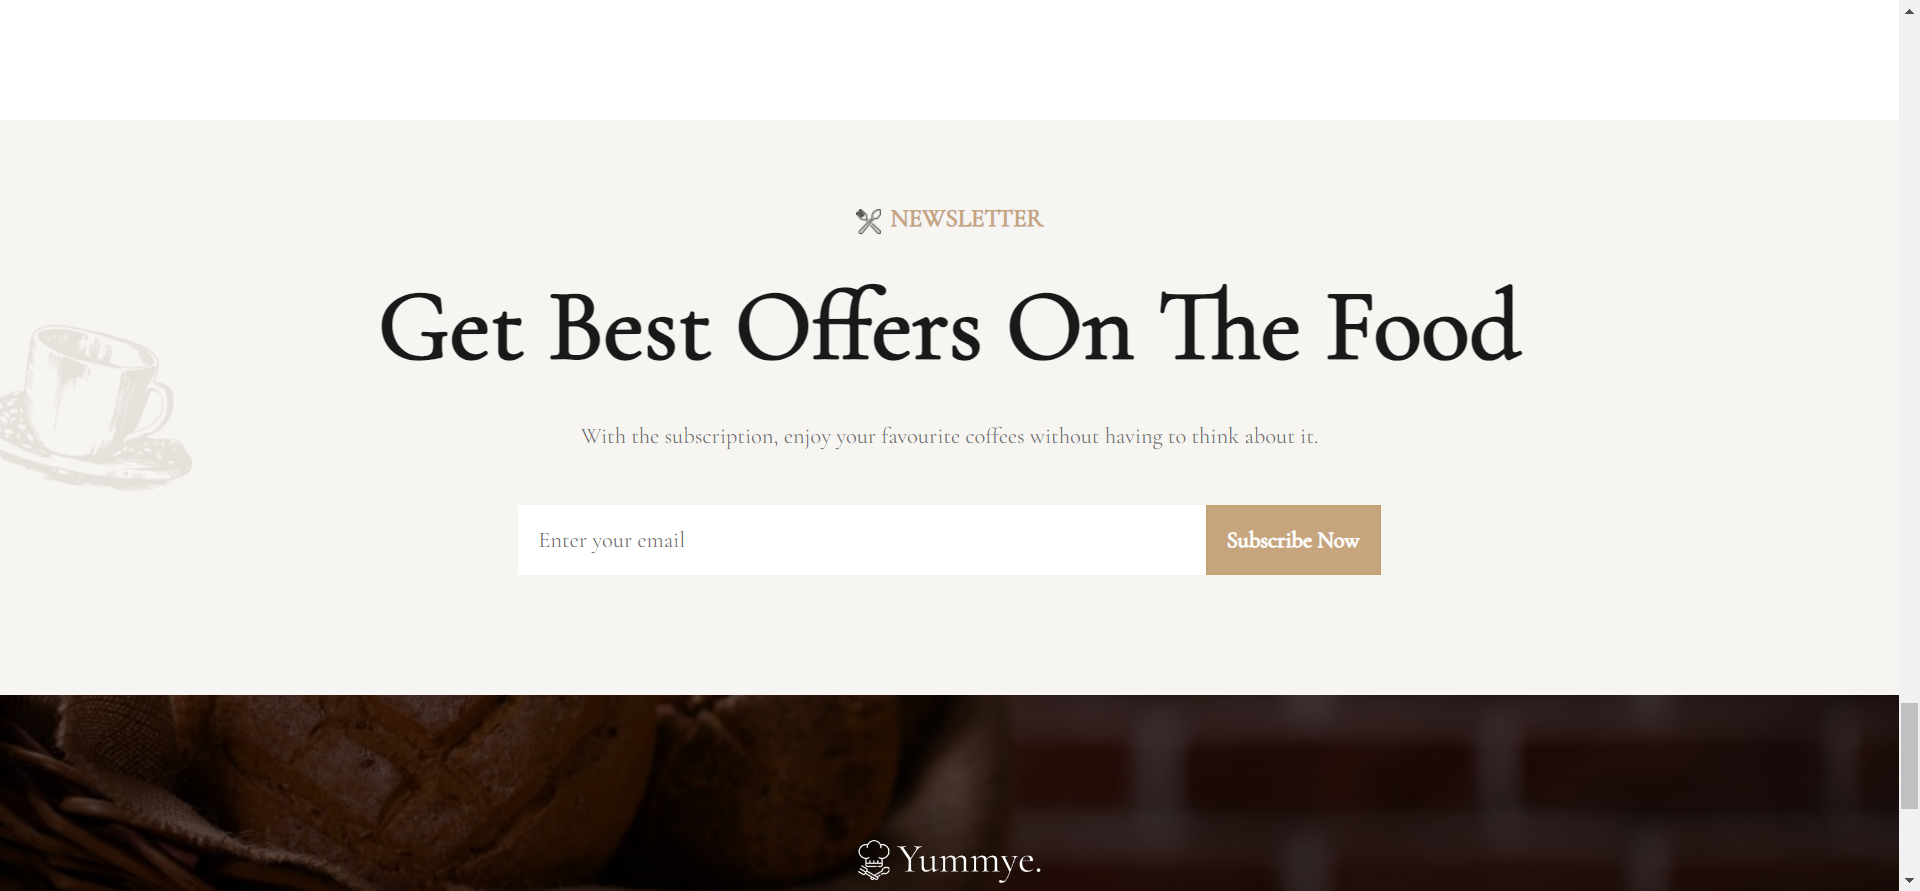 NEWSLETTER
Get Best Offers On The Food
With the subscription, enjoy your favourite coffees without having to think about it.
Enter your email
Subscribe Now
Yummye.